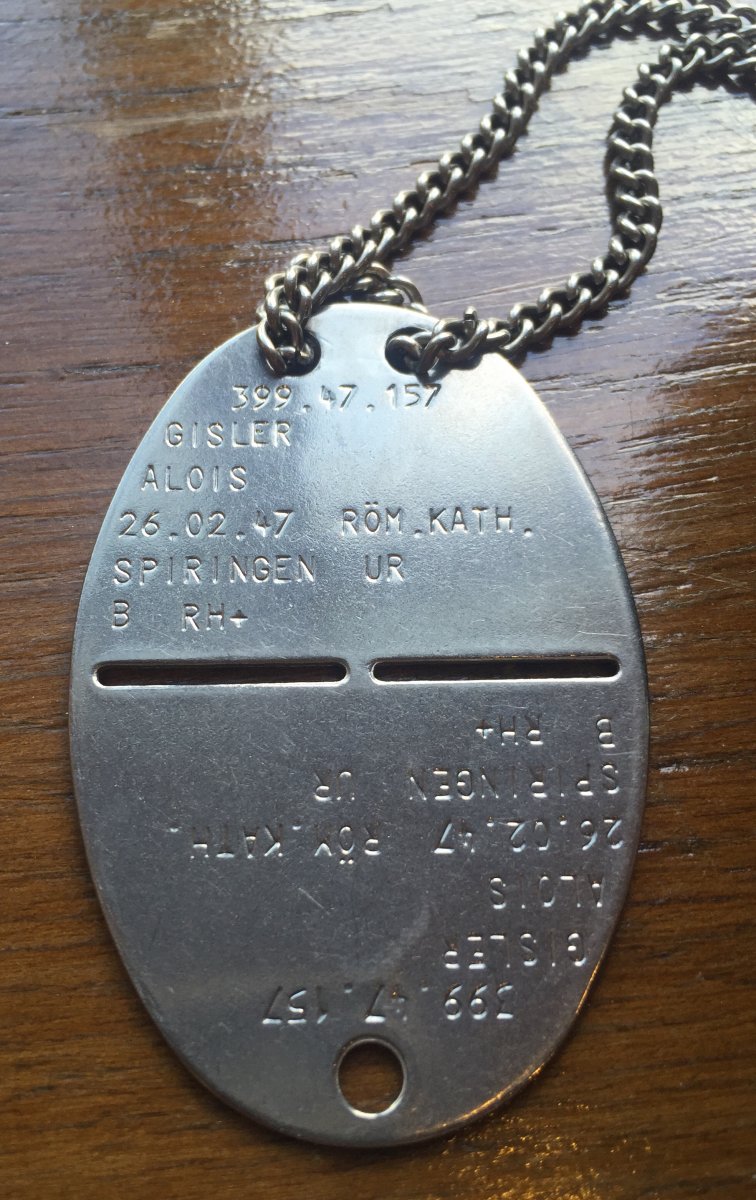 399.47.157
GISLER
ALOIS
26.02.47 RÖM.KATH.
SPIRINGEN UR
B RH+
B RH+
SPIRINGEN UR
26.02.47 RÖM.KATH.
ALOIS
GISLER
399.47.157